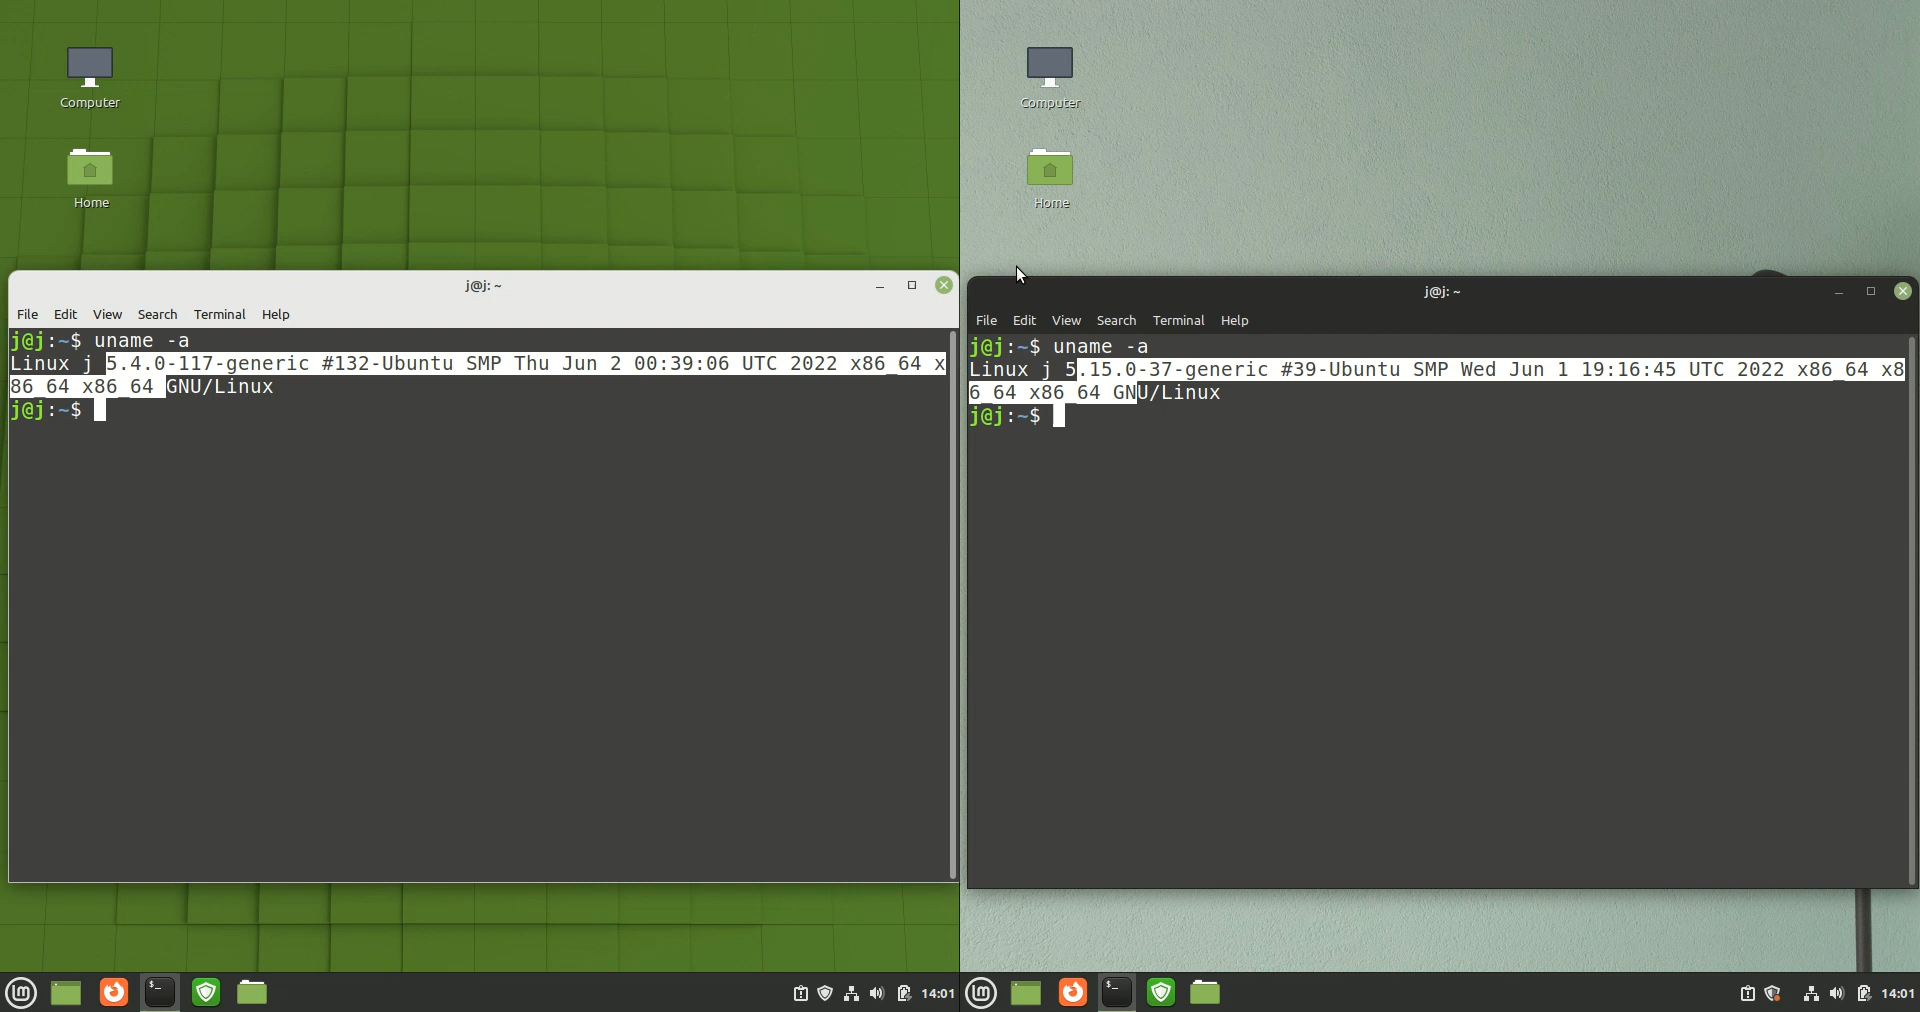 Computer
Home
j@j: ~
File Edit View Search Terminal Help
j@j:~$ uname -a
Linux j 5.4.0-117-generic #132-Ubuntu SMP Thu Jun 2 00:39:06 UTC 2022 x86_64 x
86_64 x86_64 GNU/Linux
j@j:~$
14:01
Computer
Home
j@j: ~
File Edit View Search Terminal Help
j@j:~$ uname -a
Linux j 5.15.0-37-generic #39-Ubuntu SMP Wed Jun 1 19:16:45 UTC 2022 x86_64 x8
6_64 x86_64 GNU/Linux
j@j:~$
14:01